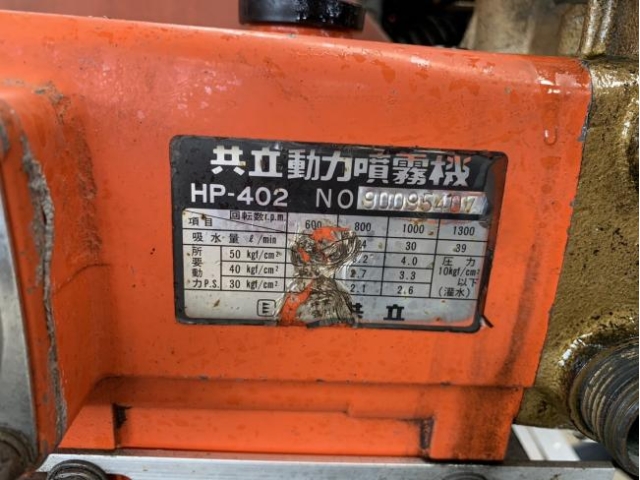 共立動力噴霧機
HP-402 NO
項目 回転数r.p.m. 600 800 1000 1300
吸水量 ℓ/min 30 39
所要動力P.S. 50 kgf/cm² 4.0 圧力
40 kgf/cm² 3.3 10kgf/cm²
30 kgf/cm² 2.1 2.6 以下
(灌水)
E 共立